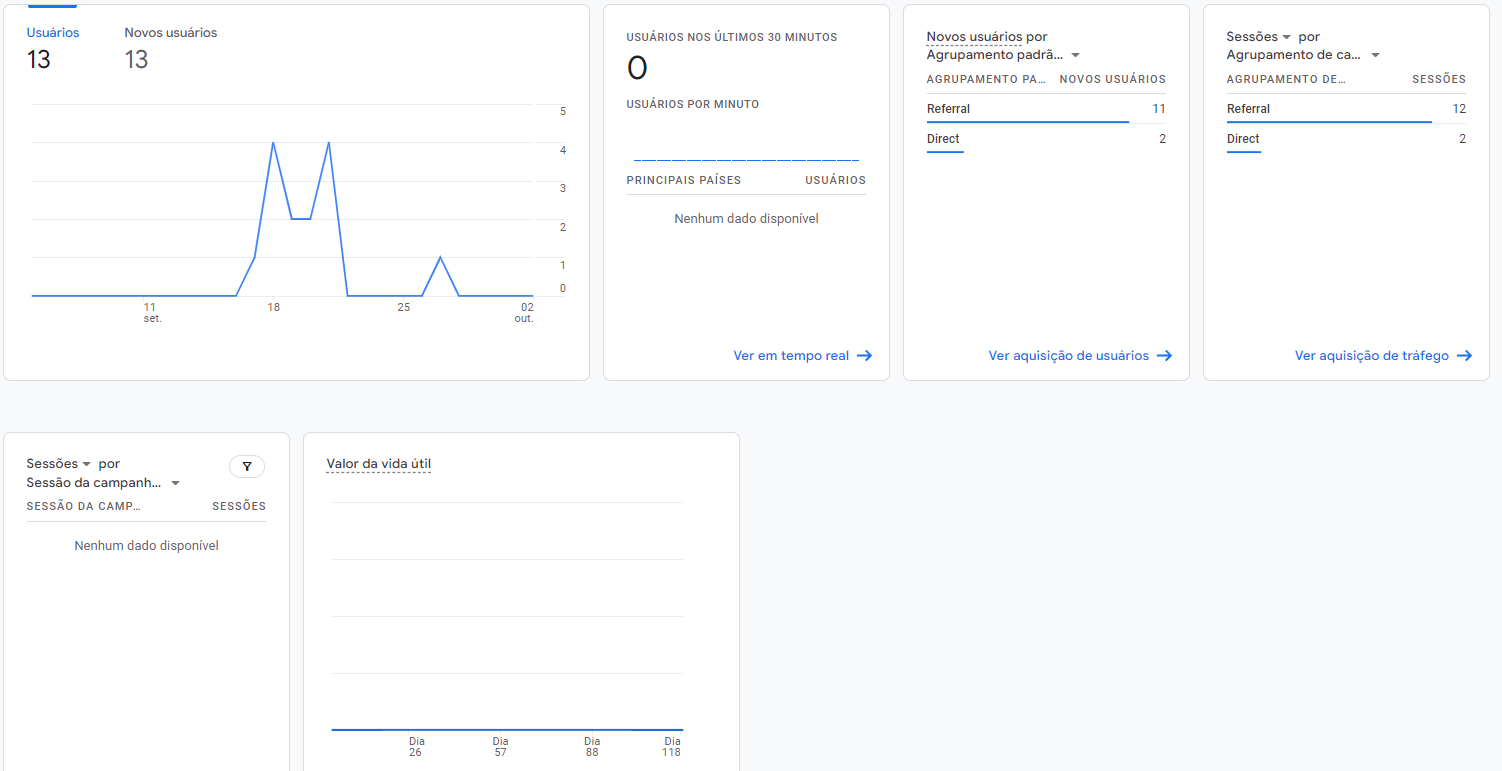 Usuários
13
Novos usuários
13
5
4
3
2
1
0
11
set.
18
25
02
out.
USUÁRIOS NOS ÚLTIMOS 30 MINUTOS
0
USUÁRIOS POR MINUTO
PRINCIPAIS PAÍSES USUÁRIOS
Nenhum dado disponível
Ver em tempo real
Novos usuários por
Agrupamento padrã...
AGRUPAMENTO PA... NOVOS USUÁRIOS
Referral 11
Direct 2
Ver aquisição de usuários
Sessões por
Agrupamento de ca...
AGRUPAMENTO DE... SESSÕES
Referral 12
Direct 2
Ver aquisição de tráfego
Sessões por
Sessão da campanh...
SESSÃO DA CAMP... SESSÕES
Nenhum dado disponível
Valor da vida útil
Dia
26
Dia
57
Dia
88
Dia
118